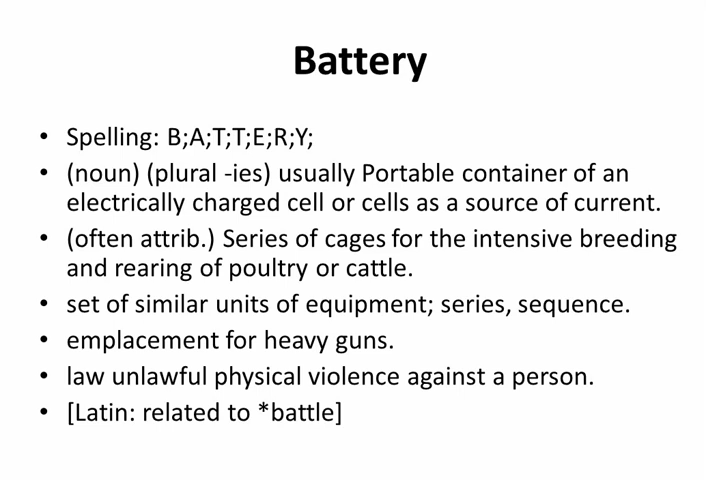 Battery
• Spelling: B;A;T;T;E;R;Y;
• (noun) (plural -ies) usually Portable container of an
electrically charged cell or cells as a source of current.
• (often attrib.) Series of cages for the intensive breeding
and rearing of poultry or cattle.
• set of similar units of equipment; series, sequence.
• emplacement for heavy guns.
• law unlawful physical violence against a person.
• [Latin: related to *battle]